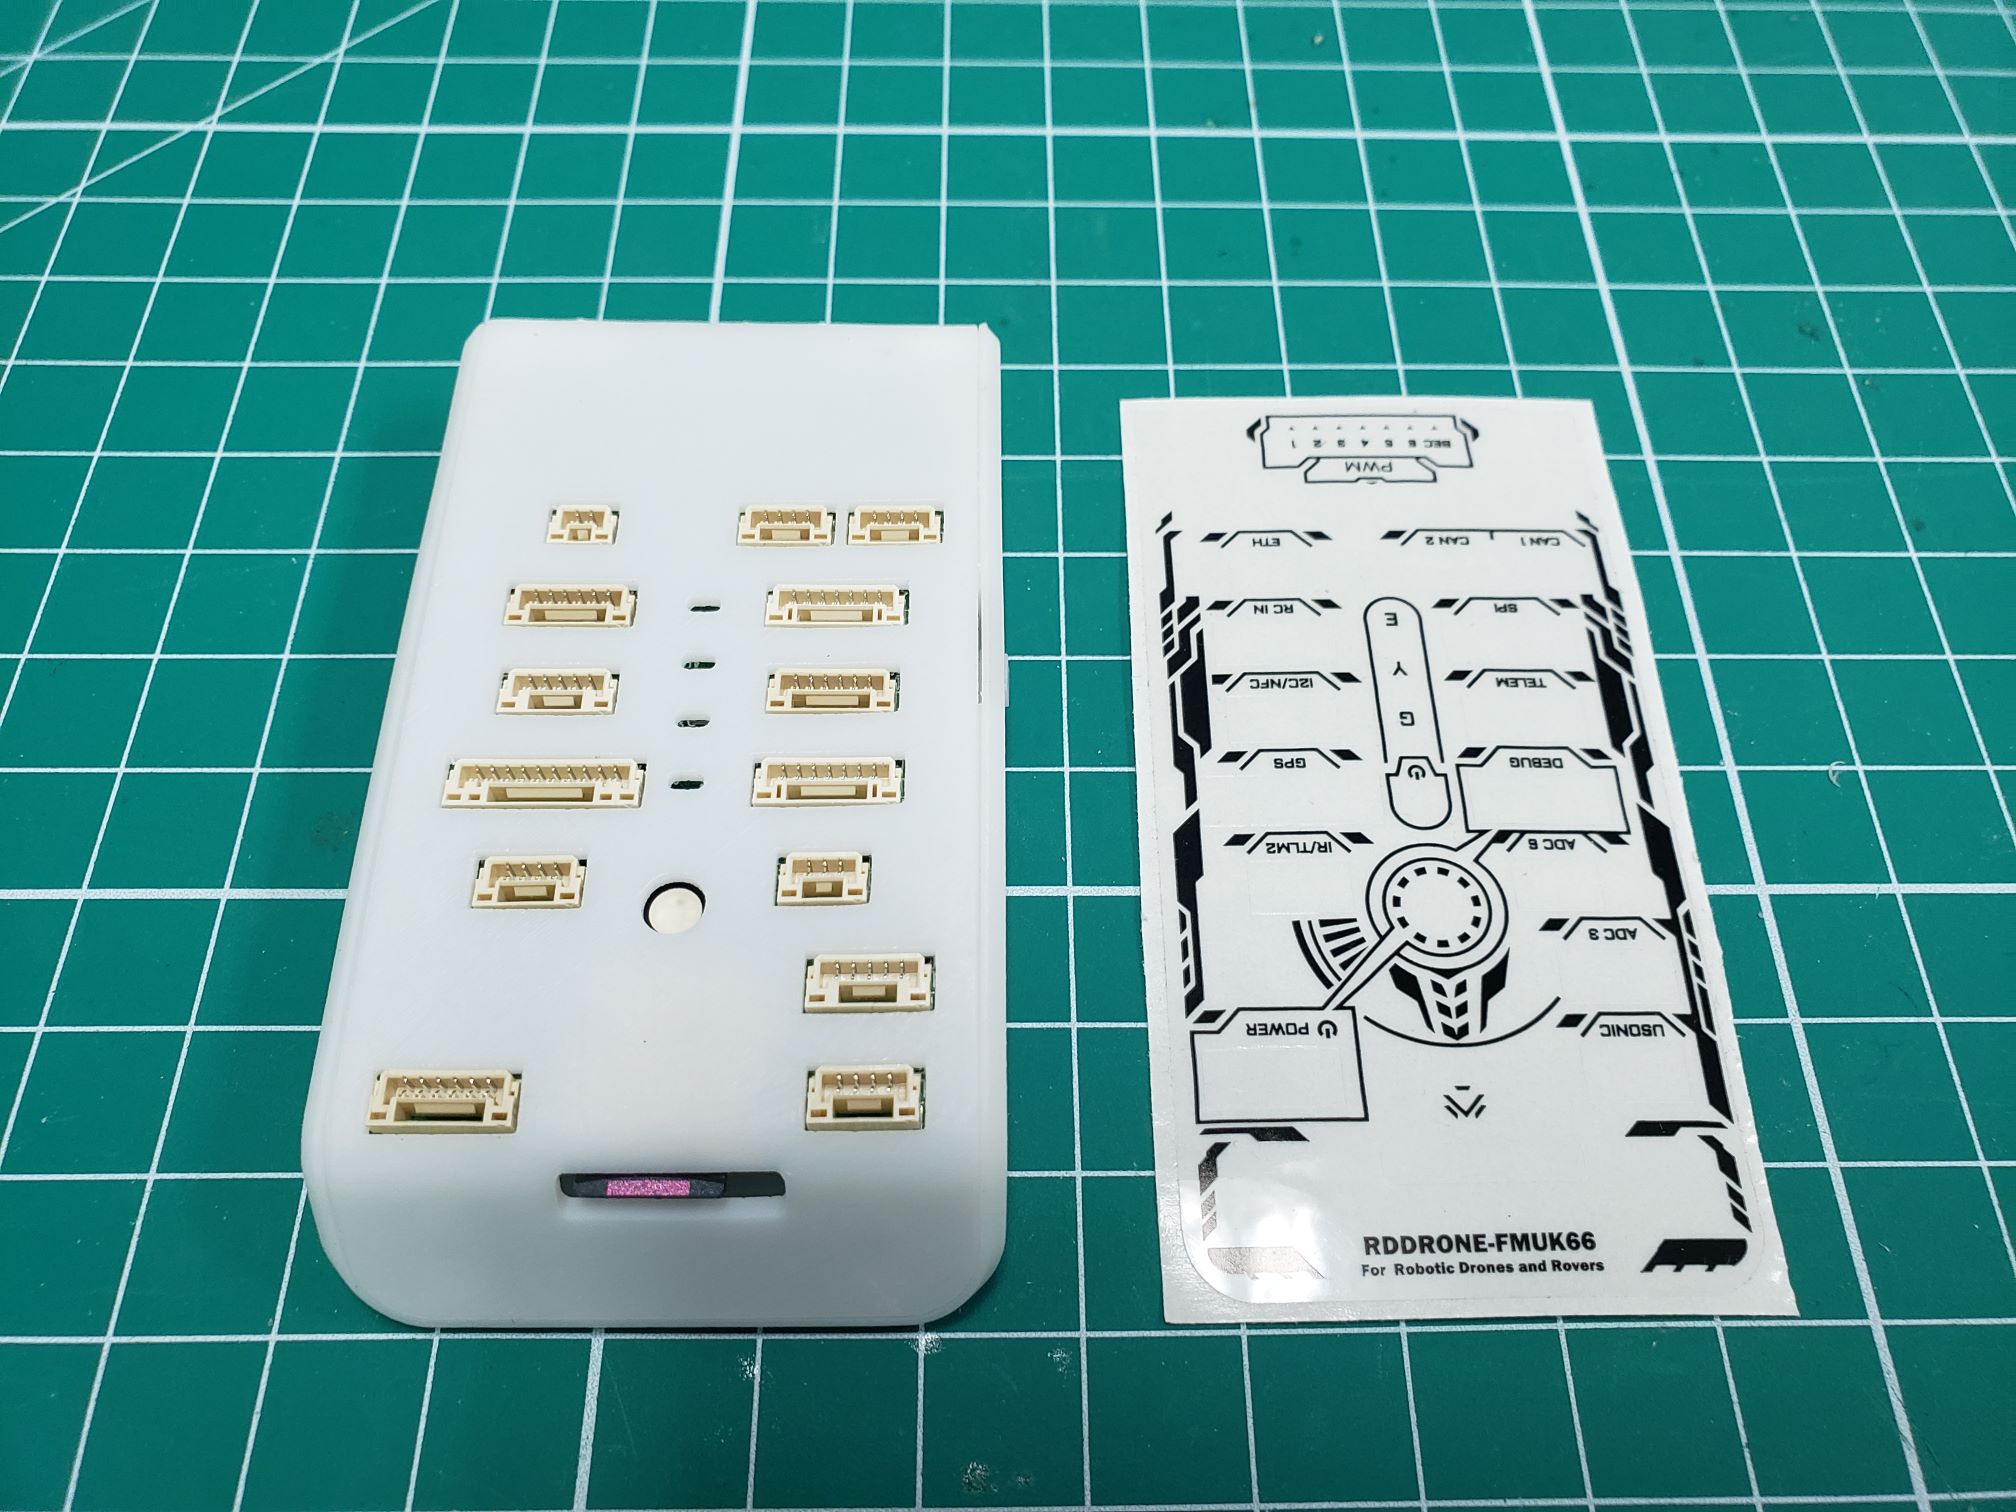 1 2 3 4 5 6 BEC
PWM
ETH
CAN 2 CAN 1
RC IN
E
SPI
I2C/NFC
Y
TELEM
G
GPS
DEBUG
IR/TLM2
ADC 6
ADC 3
POWER
USONIC
RDDRONE-FMUK66
For Robotic Drones and Rovers